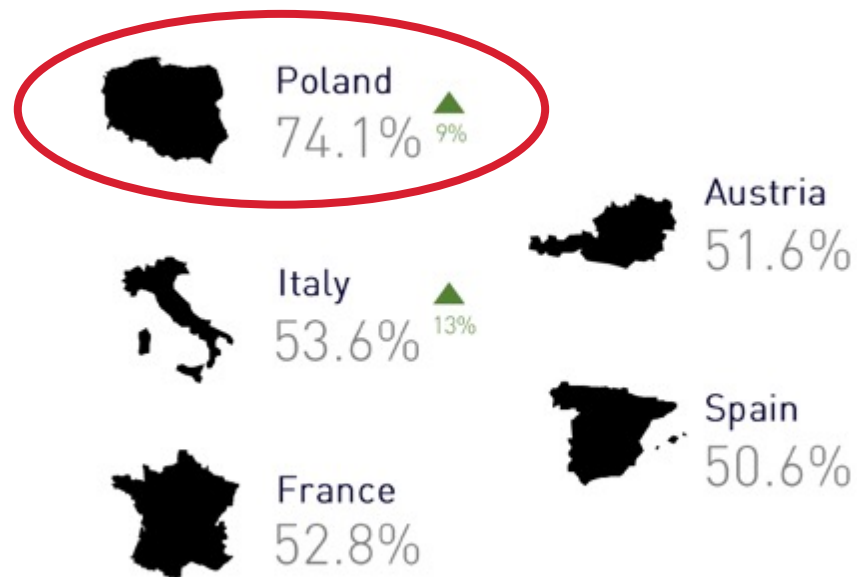 Poland
74.1%
9%
Italy
53.6%
13%
France
52.8%
Austria
51.6%
Spain
50.6%